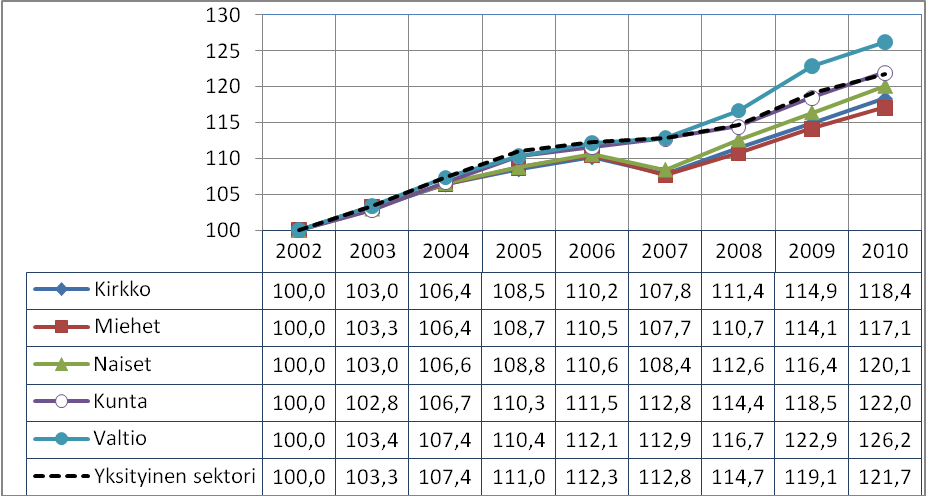 130
125
120
115
110
105
100
2002 2003 2004 2005 2006 2007 2008 2009 2010
Kirkko 100,0 103,0 106,4 108,5 110,2 107,8 111,4 114,9 118,4
Miehet 100,0 103,3 106,4 108,7 110,5 107,7 110,7 114,1 117,1
Naiset 100,0 103,0 106,6 108,8 110,6 108,4 112,6 116,4 120,1
Kunta 100,0 102,8 106,7 110,3 111,5 112,8 114,4 118,5 122,0
Valtio 100,0 103,4 107,4 110,4 112,1 112,9 116,7 122,9 126,2
Yksityinen sektori 100,0 103,3 107,4 111,0 112,3 112,8 114,7 119,1 121,7